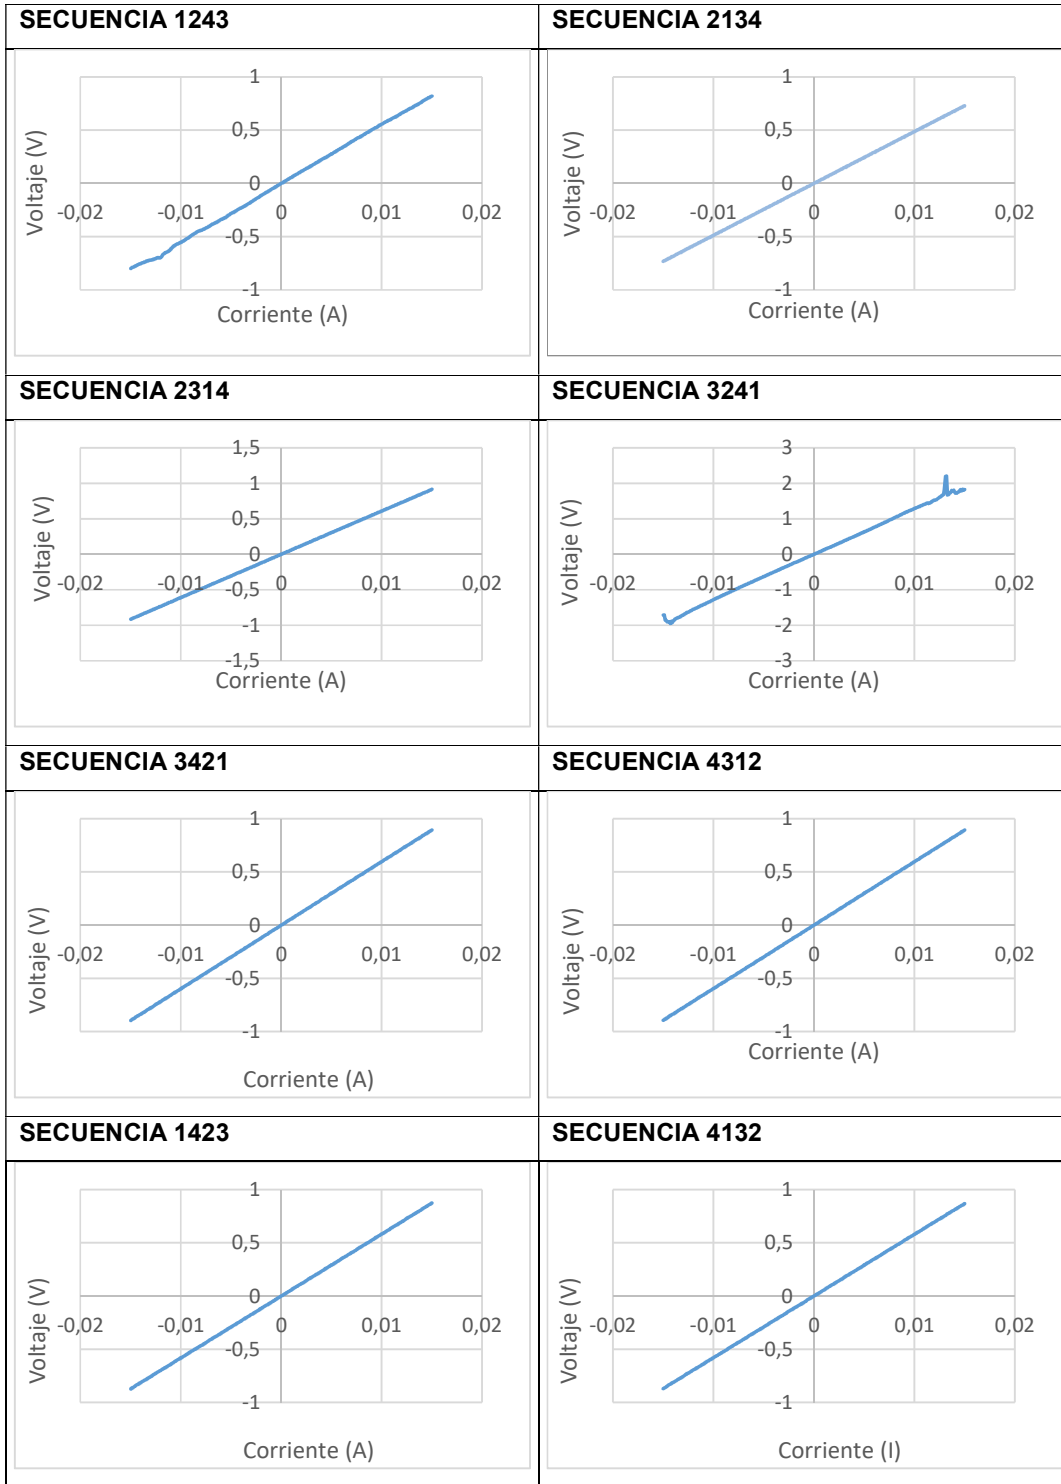 SECUENCIA 1243
1
0,5
0
-0,02 -0,01 0 0,01 0,02
-0,5
-1
Voltaje (V)
Corriente (A)
SECUENCIA 2134
1
0,5
0
-0,02 -0,01 0 0,01 0,02
-0,5
-1
Voltaje (V)
Corriente (A)
SECUENCIA 2314
1,5
1
0,5
0
-0,02 -0,01 0 0,01 0,02
-0,5
-1
-1,5
Voltaje (V)
Corriente (A)
SECUENCIA 3241
3
2
1
0
-0,02 -0,01 0 0,01 0,02
-1
-2
-3
Voltaje (V)
Corriente (A)
SECUENCIA 3421
1
0,5
0
-0,02 -0,01 0 0,01 0,02
-0,5
-1
Voltaje (V)
Corriente (A)
SECUENCIA 4312
1
0,5
0
-0,02 -0,01 0 0,01 0,02
-0,5
-1
Voltaje (V)
Corriente (A)
SECUENCIA 1423
1
0,5
0
-0,02 -0,01 0 0,01 0,02
-0,5
-1
Voltaje (V)
Corriente (A)
SECUENCIA 4132
1
0,5
0
-0,02 -0,01 0 0,01 0,02
-0,5
-1
Voltaje (V)
Corriente (I)